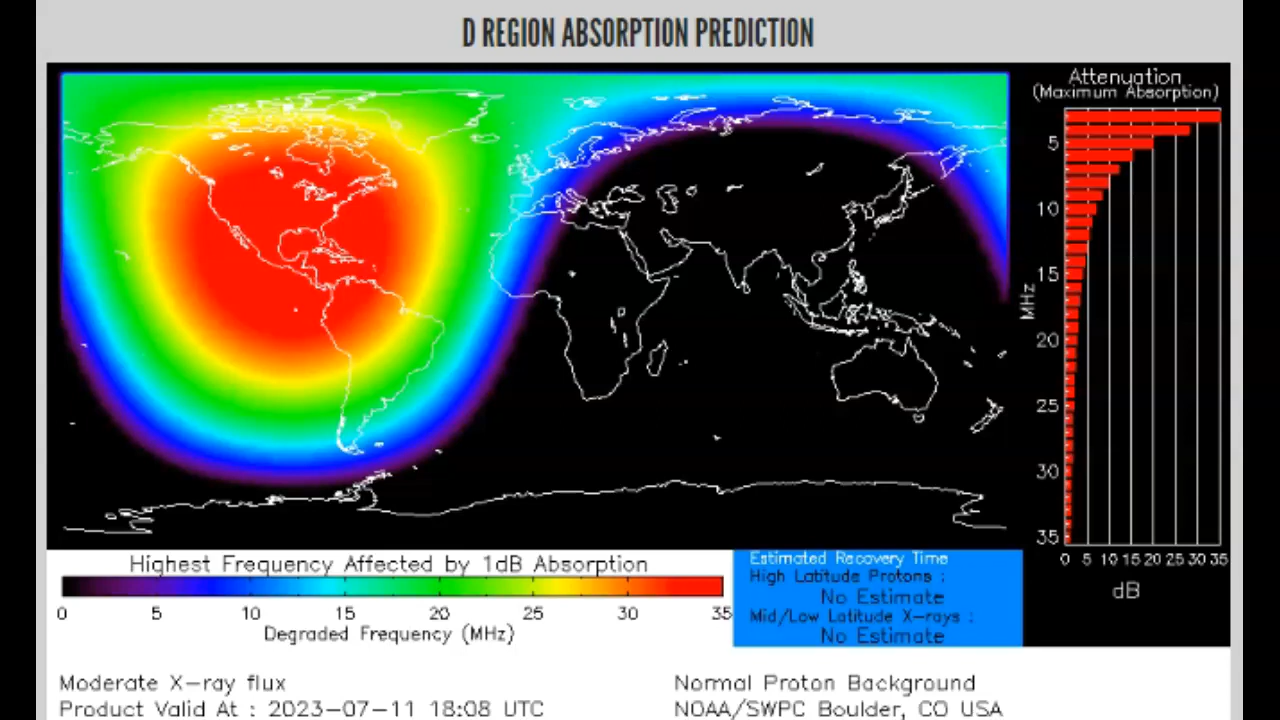 D REGION ABSORPTION PREDICTION
Attenuation
(Maximum Absorption)
5
10
15
20
25
30
35
MHz
0 5 10 15 20 25 30 35
dB
Highest Frequency Affected by 1dB Absorption
0 5 10 15 20 25 30 35
Degraded Frequency (MHz)
Estimated Recovery Time
High Latitude Protons :
No Estimate
Mid/Low Latitude X-rays :
No Estimate
Moderate X-ray flux
Product Valid At : 2023-07-11 18:08 UTC
Normal Proton Background
NOAA/SWPC Boulder, CO USA